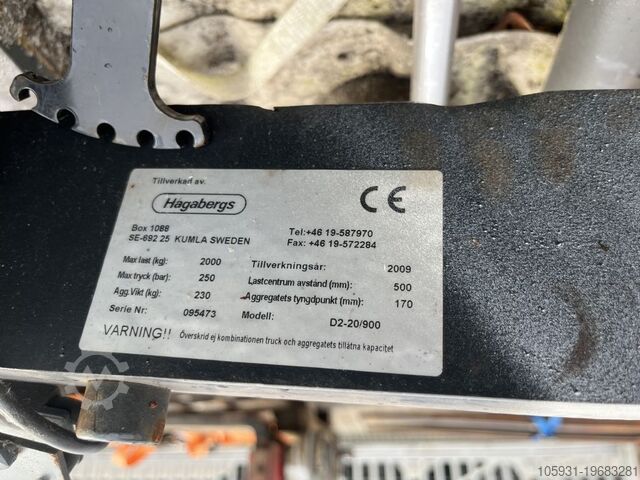 Tillverkad av.
Hagabergs
CE
Box 1088
SE-692 25 KUMLA SWEDEN
Tel:+46 19-587970
Fax: +46 19-572284
Max last (kg): 2000 Tillverkningsår: 2009
Max tryck (bar): 250 Lastcentrum avstånd (mm): 500
Agg.Vikt (kg): 230 Aggregatets tyngdpunkt (mm): 170
Serie Nr: 095473 Modell: D2-20/900
VARNING!! Överskrid ej kombinationen truck och aggregatets tillåtna kapacitet
105931-19683281